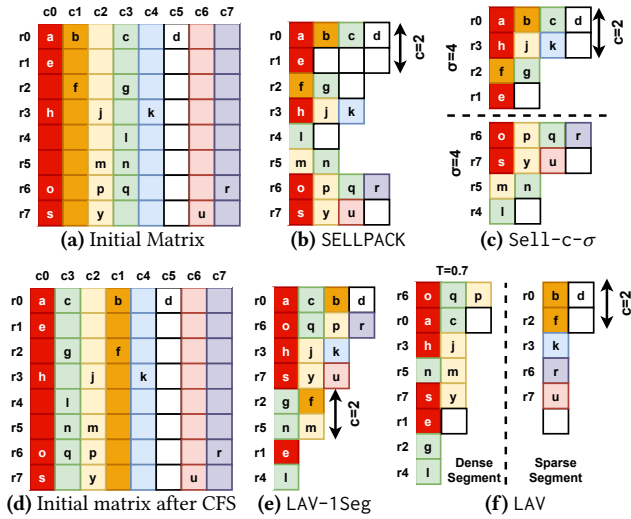 c0 c1 c2 c3 c4 c5 c6 c7
r0 a b c d
r1 e
r2 f g
r3 h j k
r4 l
r5 m n
r6 o p q r
r7 s y u
(a) Initial Matrix
r0 a b c d
r1 e
r2 f g
r3 h j k
r4 l
r5 m n
r6 o p q r
r7 s y u
c=2
(b) SELLPACK
σ=4
r0 a b c d
r3 h j k
r2 f g
r1 e
c=2
σ=4
r6 o p q r
r7 s y u
r5 m n
r4 l
(c) Sell-c-σ
c0 c3 c2 c1 c4 c5 c6 c7
r0 a c b d
r1 e
r2 g f
r3 h j k
r4 l
r5 n m
r6 o q p r
r7 s y u
(d) Initial matrix after CFS
r0 a c b d
r6 o q p r
r3 h j k
r7 s y u
r2 g f
r5 n m
r1 e
r4 l
c=2
(e) LAV-1Seg
T=0.7
r6 o q p
r0 a c
r3 h j
r5 n m
r7 s y
r1 e
r2 g
r4 l
Dense
Segment
r0 b d
r2 f
r3 k
r6 r
r7 u
c=2
Sparse
Segment
(f) LAV